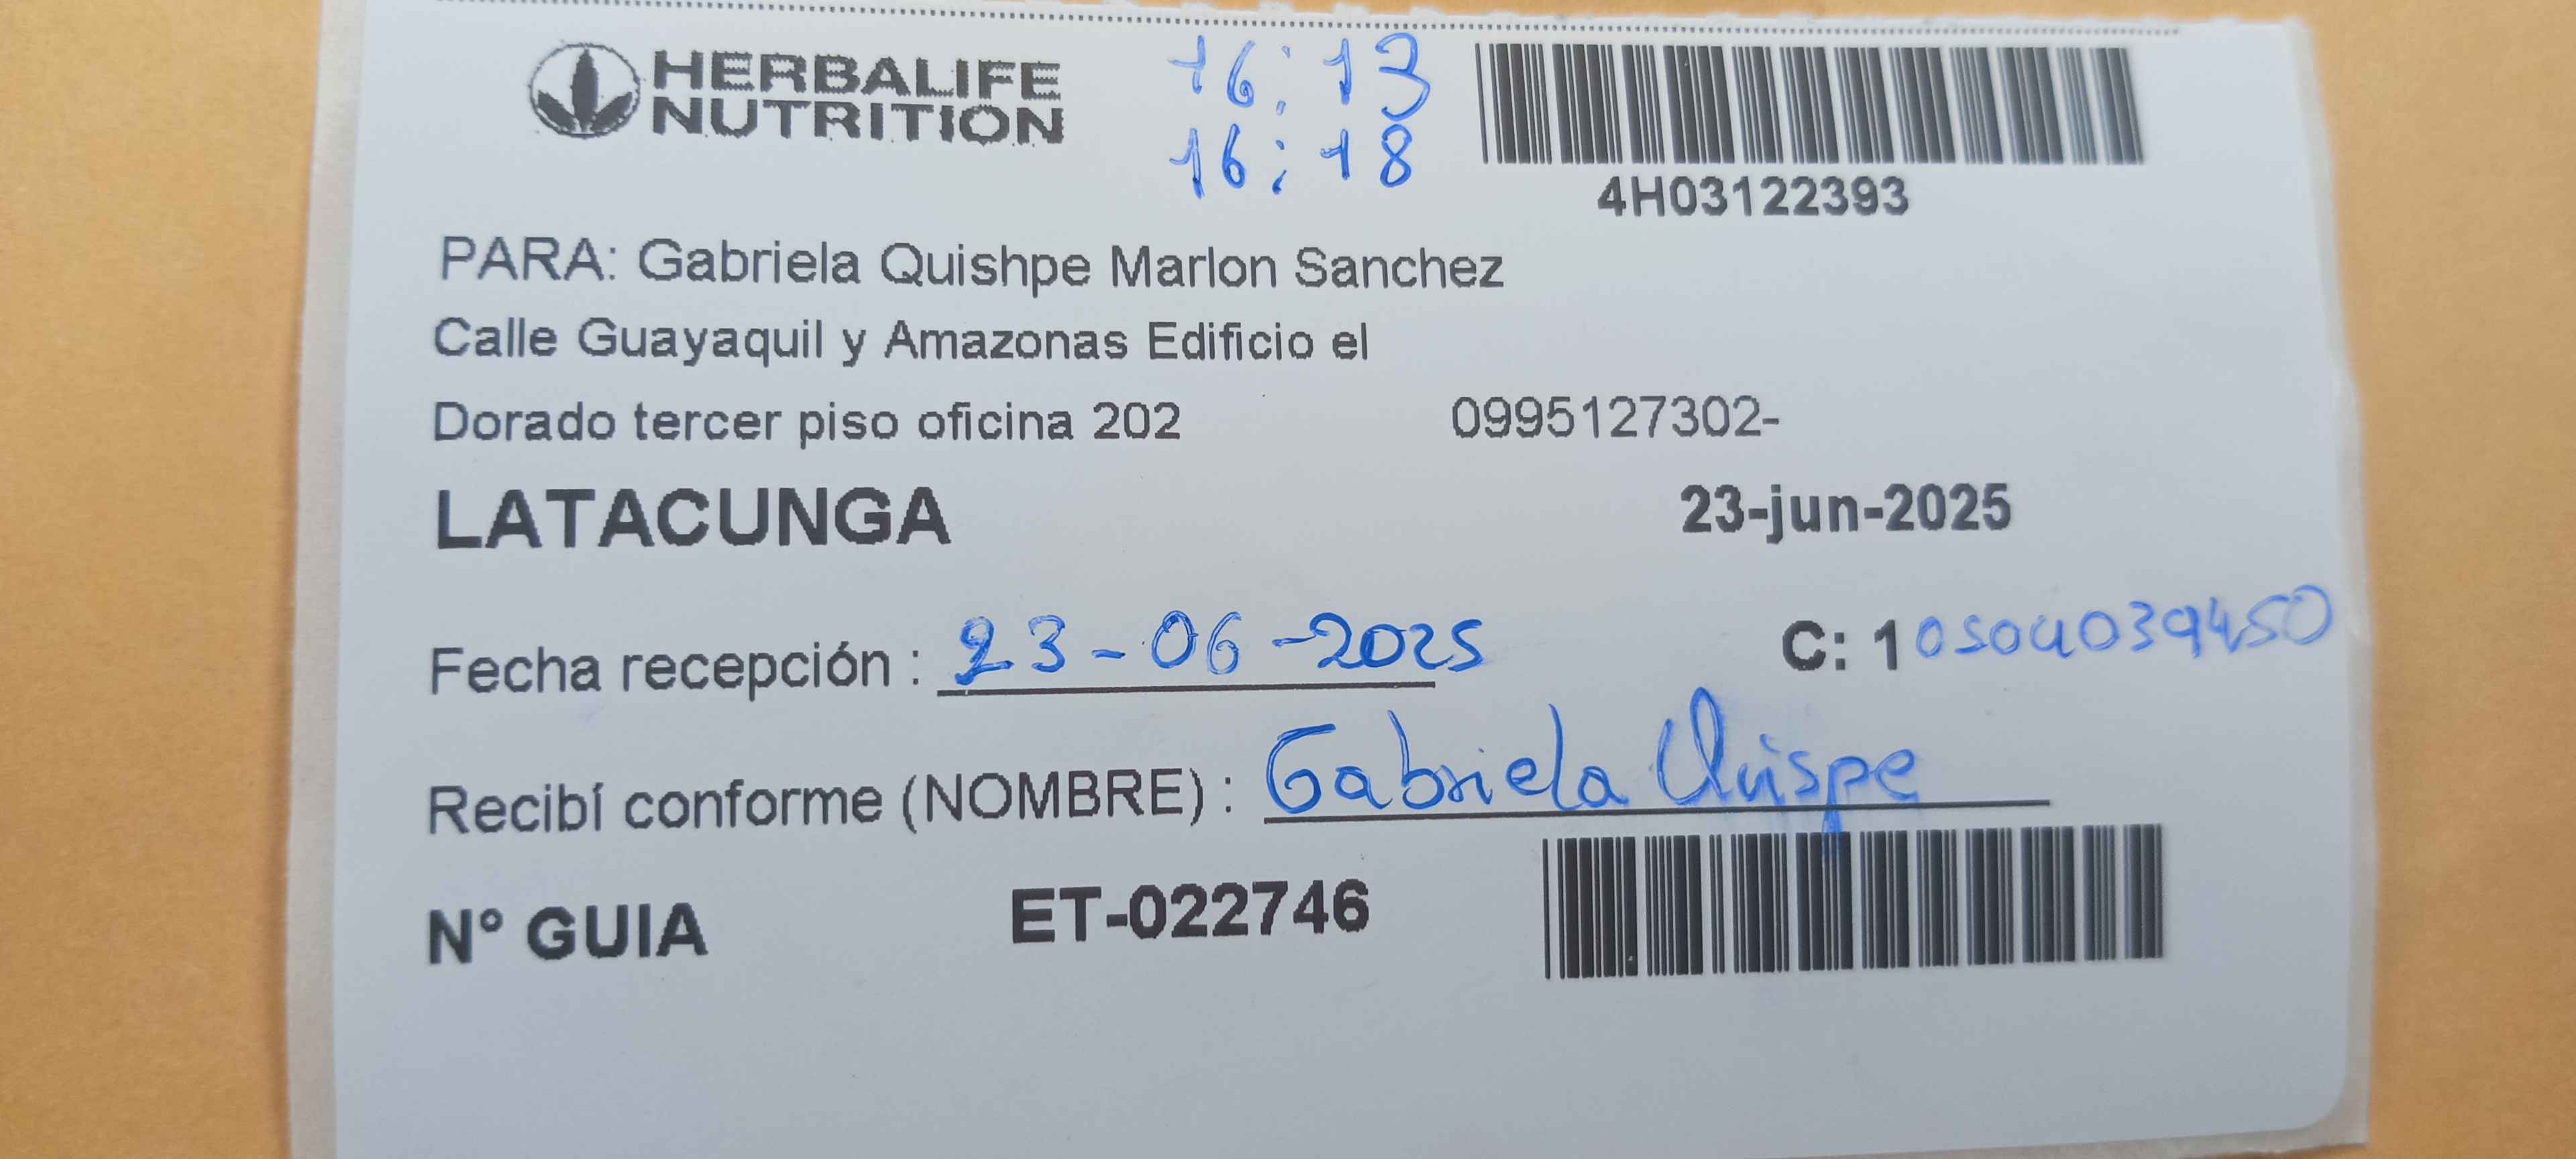 HERBALIFE
NUTRITION
16:13
16:18
4H03122393
PARA: Gabriela Quishpe Marlon Sanchez
Calle Guayaquil y Amazonas Edificio el
Dorado tercer piso oficina 202 0995127302-
LATACUNGA 23-jun-2025
Fecha recepción : 23-06-2025 C: 1 0504039450
Recibí conforme (NOMBRE) : Gabriela Quispe
N° GUIA ET-022746